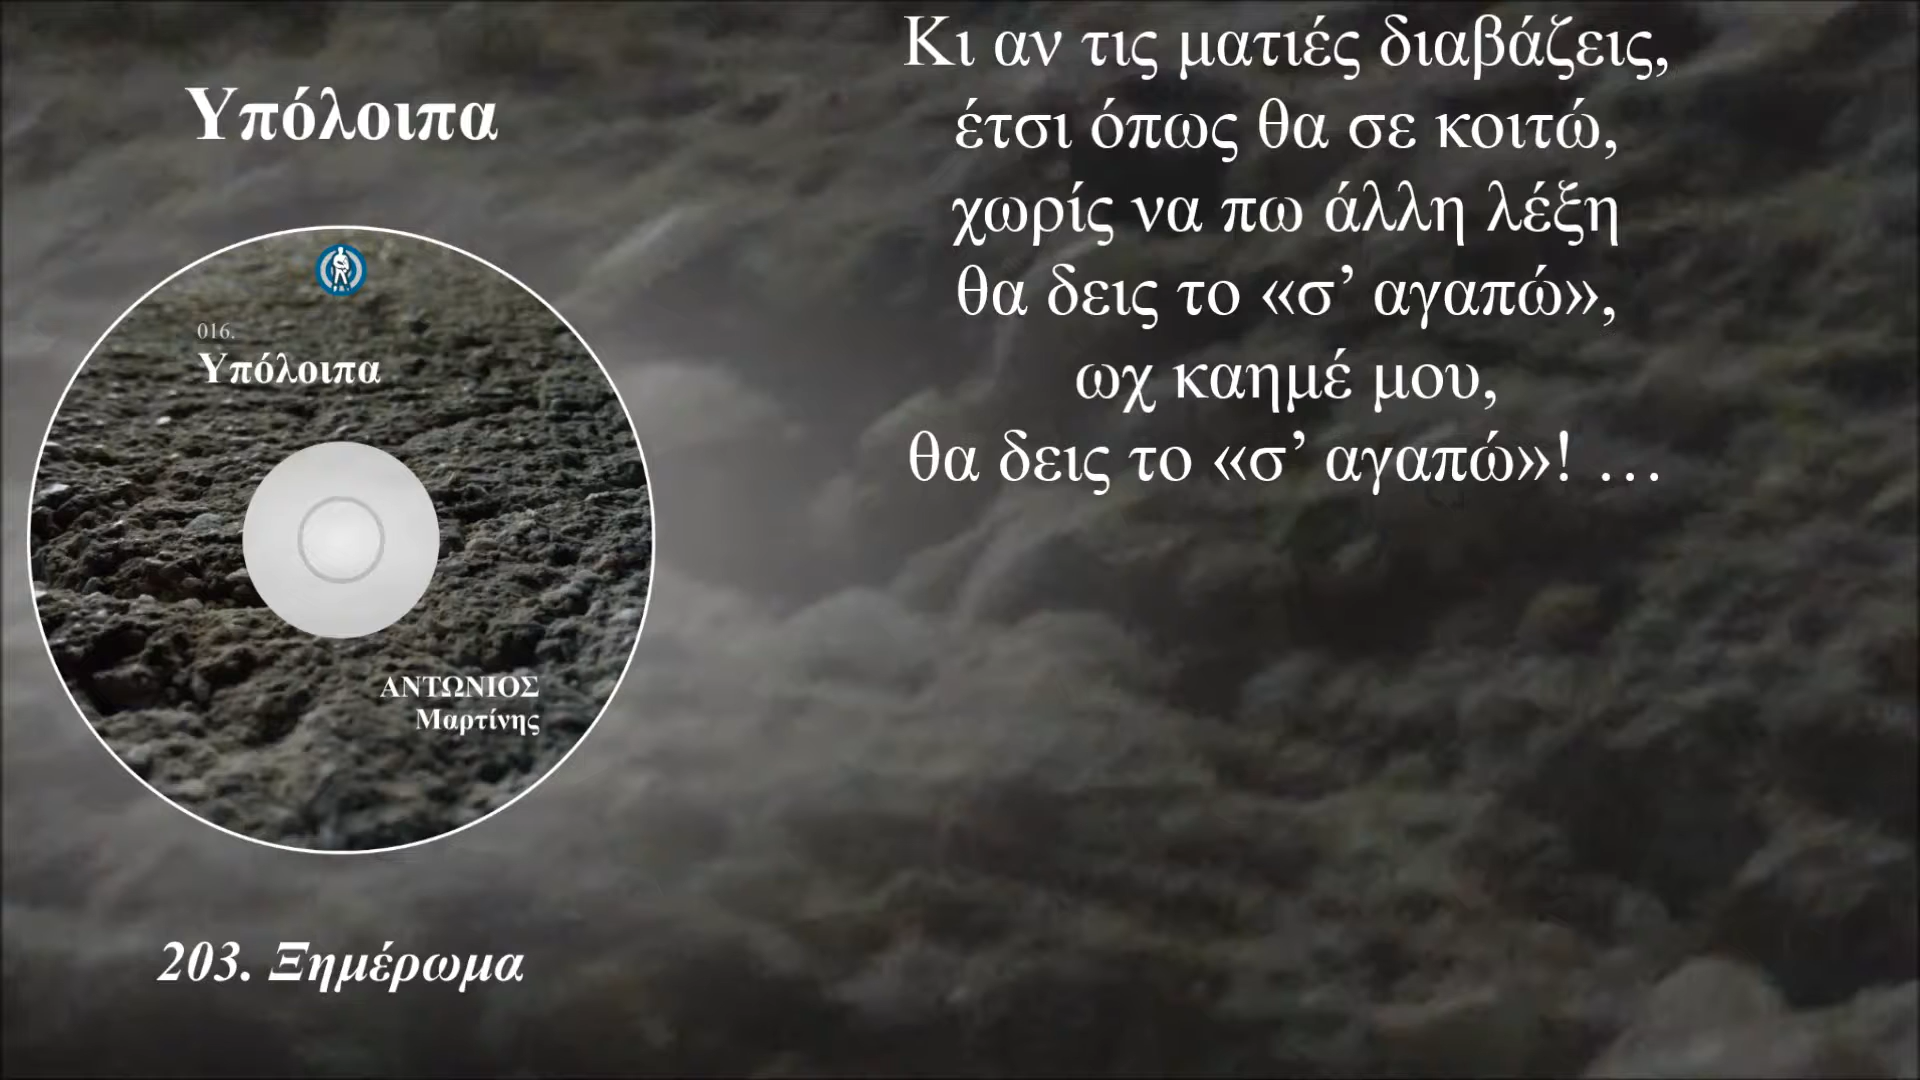 Υπόλοιπα
016.
Υπόλοιπα
ΑΝΤΩΝΙΟΣ
Μαρτίνης
203. Ξημέρωμα
Κι αν τις ματιές διαβάζεις,
έτσι όπως θα σε κοιτώ,
χωρίς να πω άλλη λέξη
θα δεις το «σ’ αγαπώ»,
ωχ καημέ μου,
θα δεις το «σ’ αγαπώ»! …